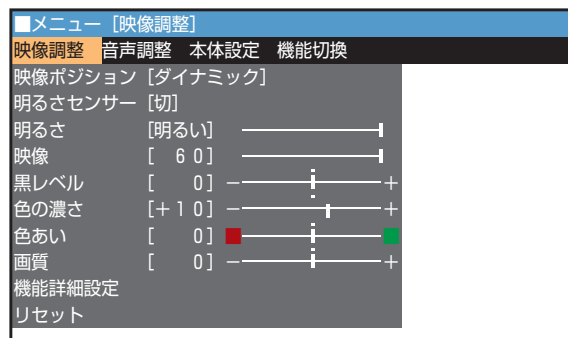 ■メニュー [映像調整]
映像調整 音声調整 本体設定 機能切換
映像ポジション [ダイナミック]
明るさセンサー [切]
明るさ [明るい]
映像 [ 60]
黒レベル [ 0] － ＋
色の濃さ [＋10] － ＋
色あい [ 0]
画質 [ 0] － ＋
機能詳細設定
リセット